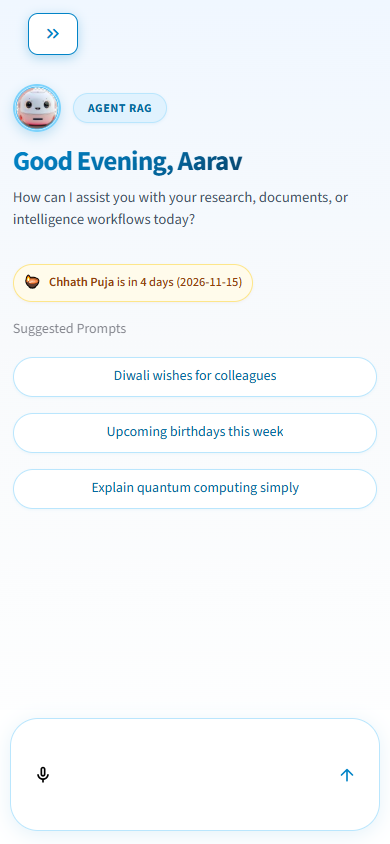 AGENT RAG
Good Evening, Aarav
How can I assist you with your research, documents, or
intelligence workflows today?
Chhath Puja is in 4 days (2026-11-15)
Suggested Prompts
Diwali wishes for colleagues
Upcoming birthdays this week
Explain quantum computing simply